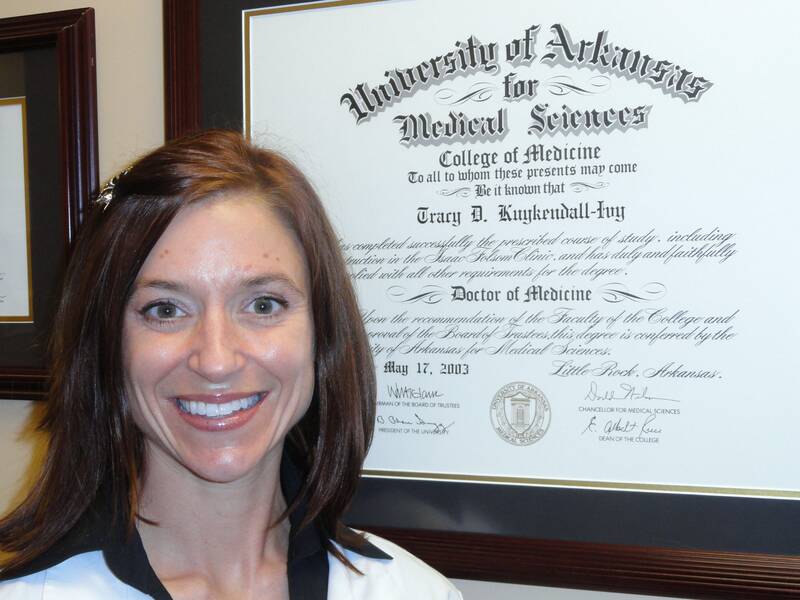 University of Arkansas
for
Medical Sciences
College of Medicine
To all to whom these presents may come
Be it known that
Tracy D. Kuykendall-Ivy
completed successfully the prescribed course of study, including
in the Isaac Folsom Clinic, and has duly and faithfully
with all other requirements for the degree.
Doctor of Medicine
Upon the recommendation of the Faculty of the College and
of the Board of Trustees, this degree is conferred by the
of Arkansas for Medical Sciences.
May 17, 2003 Little Rock, Arkansas.
OF THE BOARD OF TRUSTEES
CHANCELLOR FOR MEDICAL SCIENCES
PRESIDENT OF THE UNIVERSITY
DEAN OF THE COLLEGE
UNIVERSITY OF ARKANSAS
MEDICAL SCIENCES